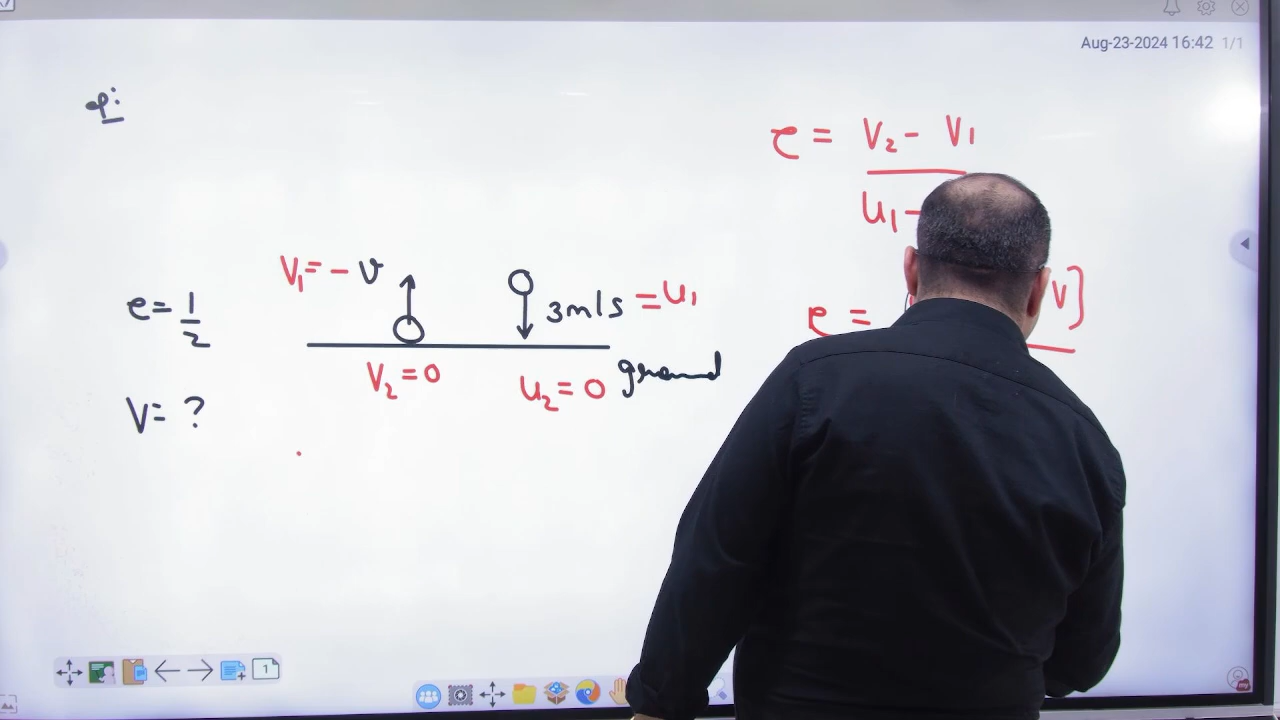 Aug-23-2024 16:42 1/1
Q:
e = V₂ - V₁
u₁ -
V₁ = - v
3m/s = u₁
e = 1/2
e = V]
V₂ = 0
u₂ = 0
ground
V = ?
1